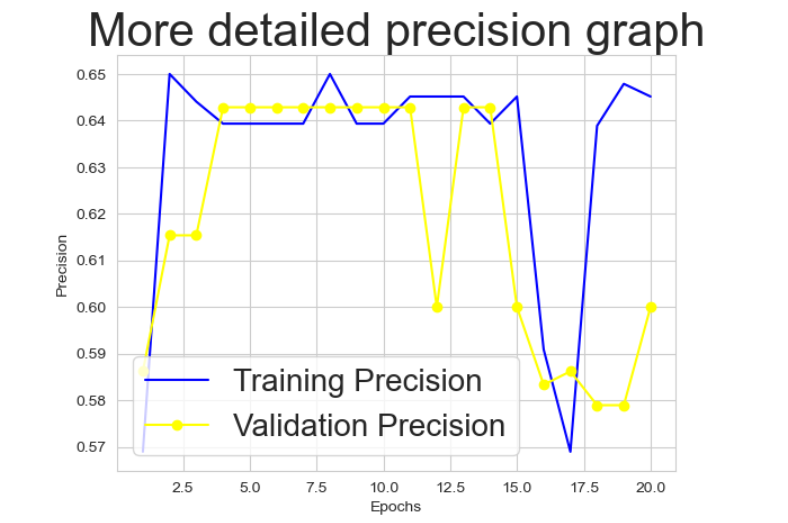 More detailed precision graph
0.65
0.64
0.63
0.62
0.61
0.60
0.59
0.58
0.57
Precision
Training Precision
Validation Precision
2.5 5.0 7.5 10.0 12.5 15.0 17.5 20.0
Epochs